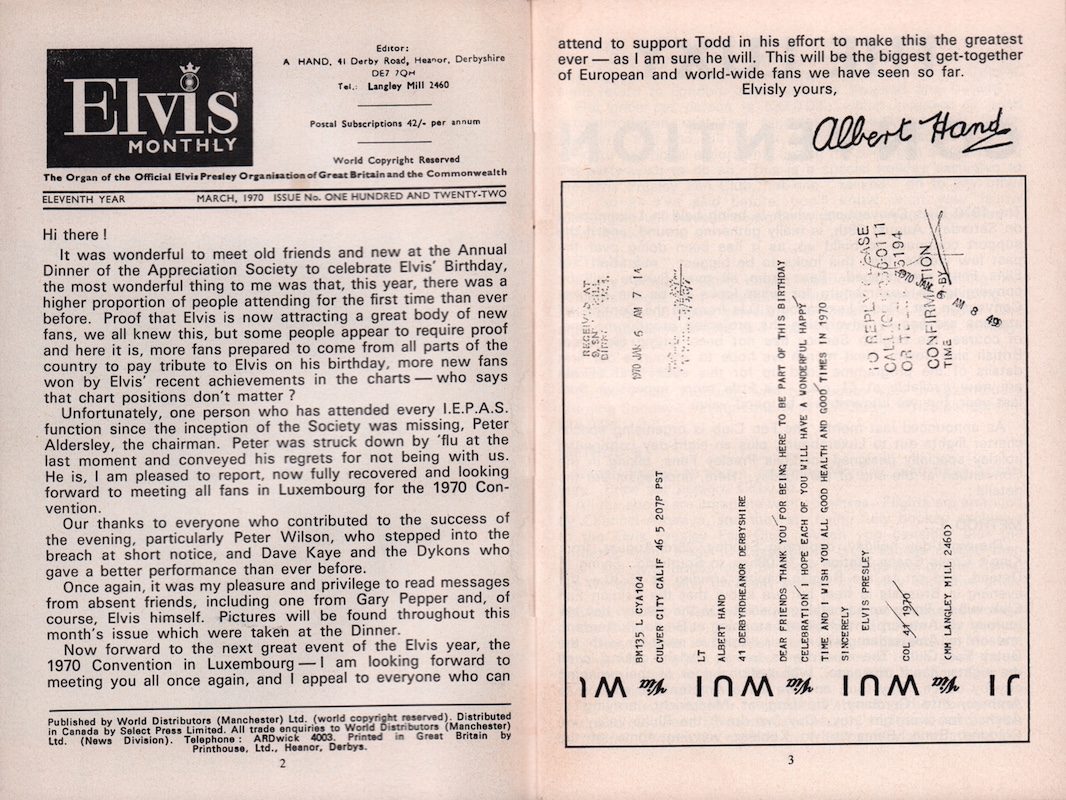 Elvis
MONTHLY
Editor:
A HAND, 41 Derby Road, Heanor, Derbyshire
DE7 7QH
Tel.: Langley Mill 2460
Postal Subscriptions 42/- per annum
World Copyright Reserved
The Organ of the Official Elvis Presley Organisation of Great Britain and the Commonwealth
ELEVENTH YEAR MARCH, 1970 ISSUE No. ONE HUNDRED AND TWENTY-TWO
Hi there !
It was wonderful to meet old friends and new at the Annual
Dinner of the Appreciation Society to celebrate Elvis' Birthday,
the most wonderful thing to me was that, this year, there was a
higher proportion of people attending for the first time than ever
before. Proof that Elvis is now attracting a great body of new
fans, we all knew this, but some people appear to require proof
and here it is, more fans prepared to come from all parts of the
country to pay tribute to Elvis on his birthday, more new fans
won by Elvis' recent achievements in the charts — who says
that chart positions don't matter ?
Unfortunately, one person who has attended every I.E.P.A.S.
function since the inception of the Society was missing, Peter
Aldersley, the chairman. Peter was struck down by 'flu at the
last moment and conveyed his regrets for not being with us.
He is, I am pleased to report, now fully recovered and looking
forward to meeting all fans in Luxembourg for the 1970 Con-
vention.
Our thanks to everyone who contributed to the success of
the evening, particularly Peter Wilson, who stepped into the
breach at short notice, and Dave Kaye and the Dykons who
gave a better performance than ever before.
Once again, it was my pleasure and privilege to read messages
from absent friends, including one from Gary Pepper and, of
course, Elvis himself. Pictures will be found throughout this
month's issue which were taken at the Dinner.
Now forward to the next great event of the Elvis year, the
1970 Convention in Luxembourg — I am looking forward to
meeting you all once again, and I appeal to everyone who can
Published by World Distributors (Manchester) Ltd. (world copyright reserved). Distributed
in Canada by Select Press Limited. All trade enquiries to World Distributors (Manchester)
Ltd. (News Division). Telephone : ARDwick 4003. Printed in Great Britain by
Printhouse, Ltd., Heanor, Derbys.
2
attend to support Todd in his effort to make this the greatest
ever — as I am sure he will. This will be the biggest get-together
of European and world-wide fans we have seen so far.
Elvisly yours,
Albert Hand
RECEIVED AT
1970 JAN 6 AM 7 14
BM135 L CYA104
CULVER CITY CALIF 46 5 207P PST
LT
ALBERT HAND
41 DERBYRDHEANOR DERBYSHIRE
DEAR FRIENDS THANK YOU FOR BEING HERE TO BE PART OF THIS BIRTHDAY
CELEBRATION I HOPE EACH OF YOU WILL HAVE A WONDERFUL HAPPY
TIME AND I WISH YOU ALL GOOD HEALTH AND GOOD TIMES IN 1970
SINCERELY
ELVIS PRESLEY
COL 41 1970
(MM LANGLEY MILL 2460)
TO REPLY
CONFIRMATION
TIME BY
1970 JAN 6 AM 8 49
Via WUI Via WUI Via
3